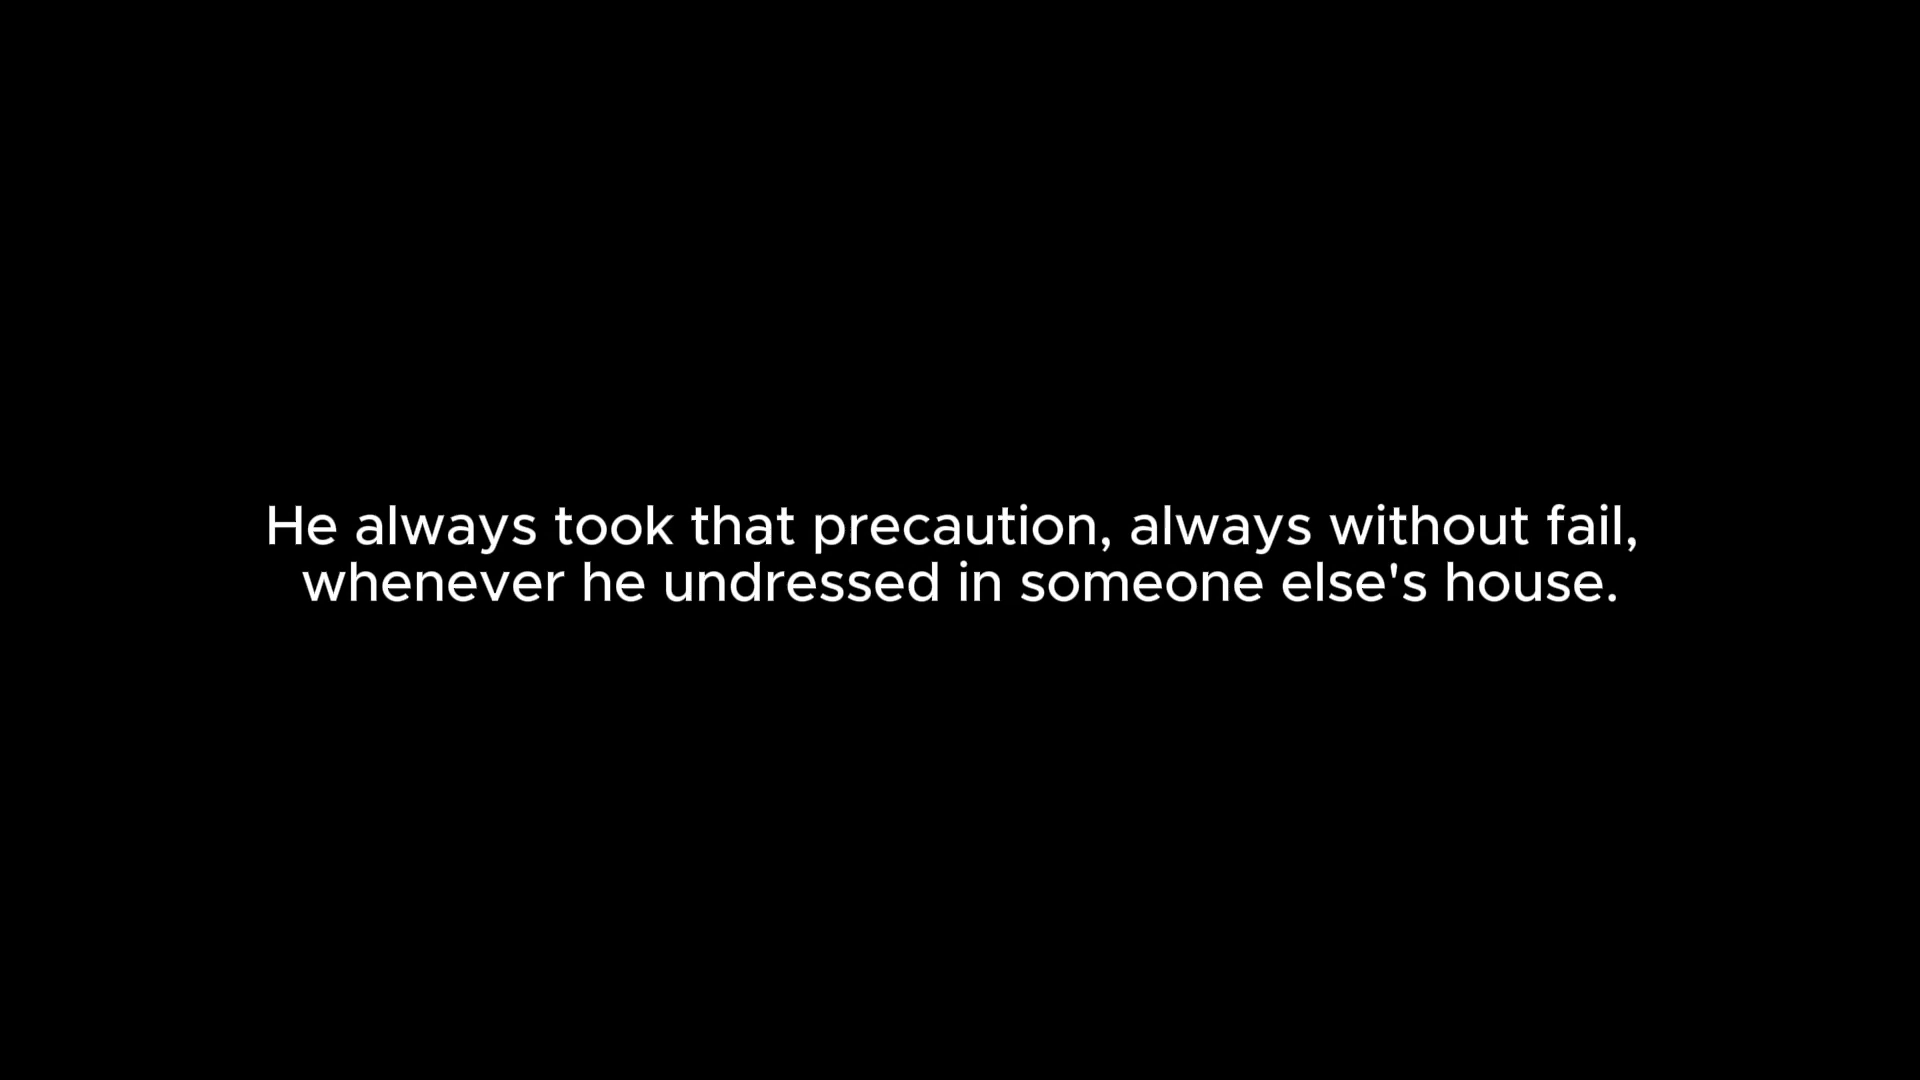 He always took that precaution, always without fail,
whenever he undressed in someone else's house.